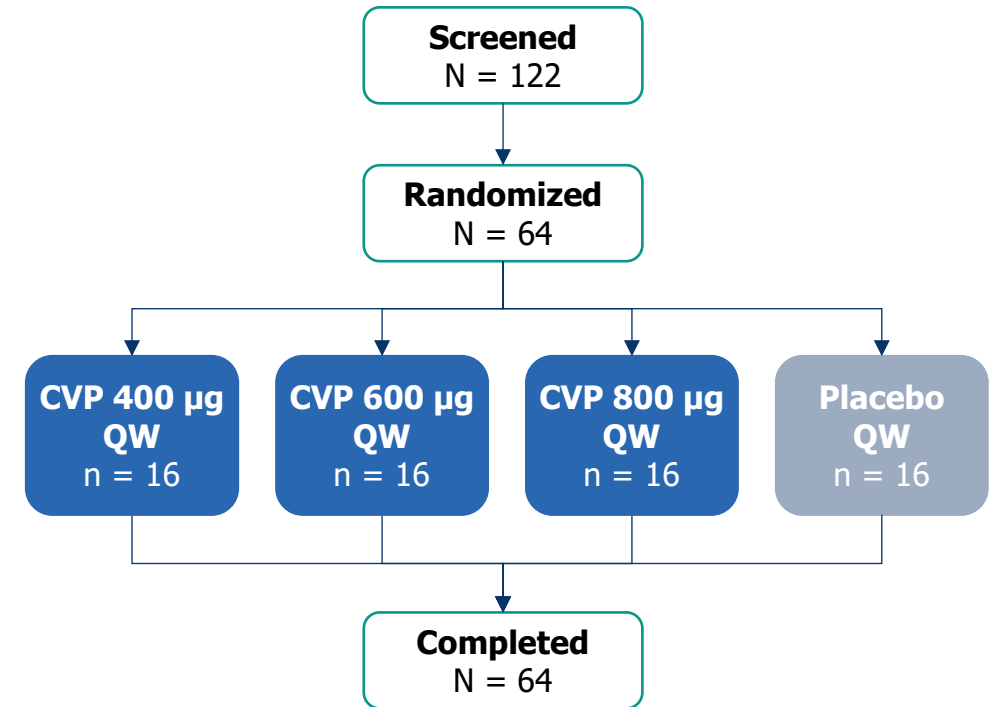 Screened
N = 122
Randomized
N = 64
CVP 400 µg
QW
n = 16
CVP 600 µg
QW
n = 16
CVP 800 µg
QW
n = 16
Placebo
QW
n = 16
Completed
N = 64